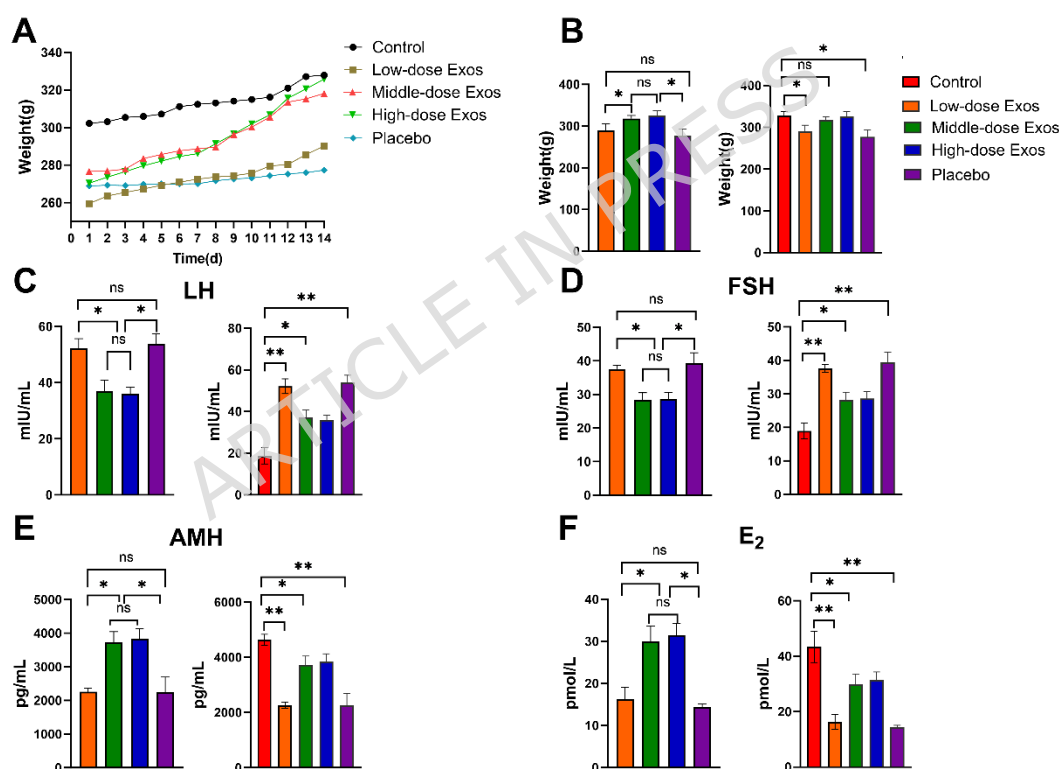 A
Weight(g)
340
320
300
280
260
0 1 2 3 4 5 6 7 8 9 10 11 12 13 14
Time(d)
Control
Low-dose Exos
Middle-dose Exos
High-dose Exos
Placebo
B
Weight(g)
400
300
200
100
0
ns
* ns *
Weight(g)
400
300
200
100
0
*
ns
*
Control
Low-dose Exos
Middle-dose Exos
High-dose Exos
Placebo
C
LH
mIU/mL
60
40
20
0
ns
* *
ns
mIU/mL
80
60
40
20
0
**
*
**
D
FSH
mIU/mL
50
40
30
20
10
0
ns
* *
ns
mIU/mL
50
40
30
20
10
0
**
*
**
E
AMH
pg/mL
5000
4000
3000
2000
1000
0
ns
* *
ns
pg/mL
6000
4000
2000
0
**
*
**
F
E2
pmol/L
40
30
20
10
0
ns
* *
ns
pmol/L
60
40
20
0
**
*
**
ARTICLE IN PRESS